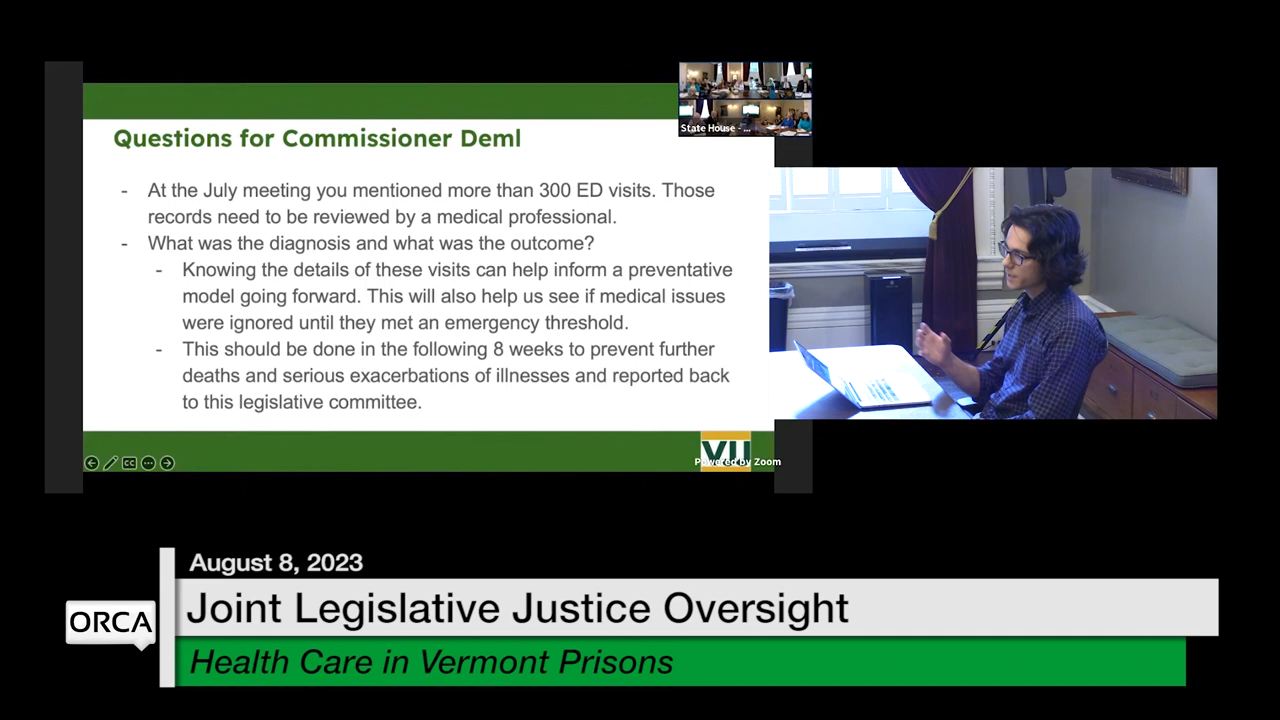 Questions for Commissioner Deml
State House - ...
- At the July meeting you mentioned more than 300 ED visits. Those
records need to be reviewed by a medical professional.
- What was the diagnosis and what was the outcome?
- Knowing the details of these visits can help inform a preventative
model going forward. This will also help us see if medical issues
were ignored until they met an emergency threshold.
- This should be done in the following 8 weeks to prevent further
deaths and serious exacerbations of illnesses and reported back
to this legislative committee.
CC
VJJ
Powered by Zoom
August 8, 2023
ORCA
Joint Legislative Justice Oversight
Health Care in Vermont Prisons